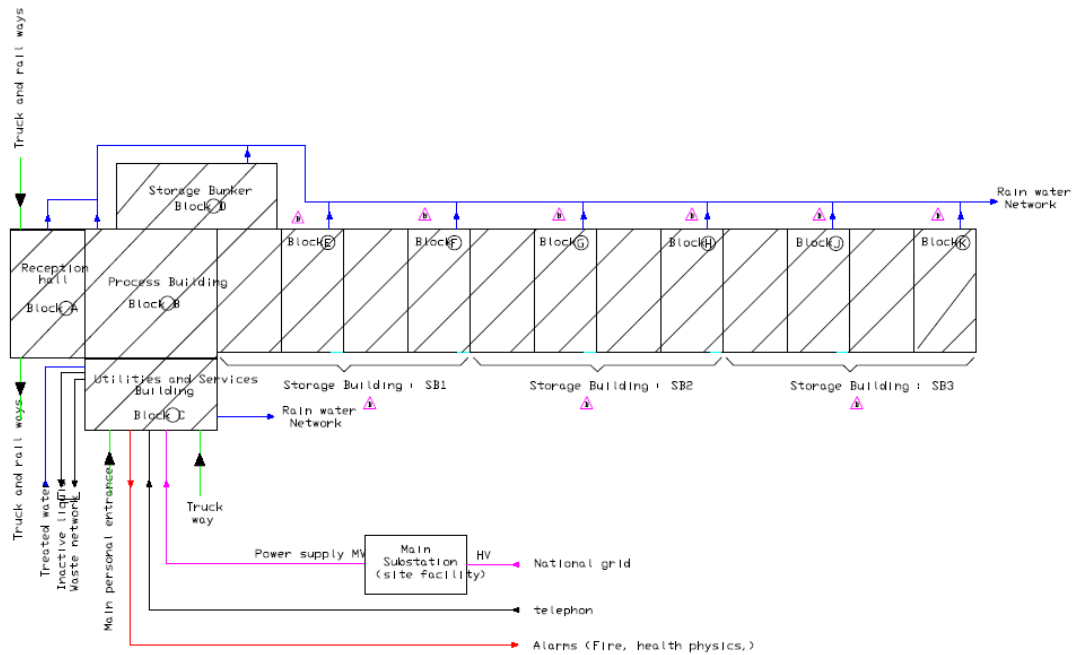 Truck and rail ways
Storage Bunker
Block D
Rain water
Network
B
B
B
B
B
B
Block E
Block F
Block G
Block H
Block J
Block K
Reception
hall
Block A
Process Building
Block B
Utilities and Services
Building
Block C
Storage Building : SB1
Storage Building : SB2
Storage Building : SB3
B
B
B
Rain water
Network
Truck and rail ways
Treated water
Inactive liquid
Waste network
Main personal entrance
Truck
way
Power supply MV
Main
Substation
(site facility)
HV
National grid
telephon
Alarms (Fire, health physics,)